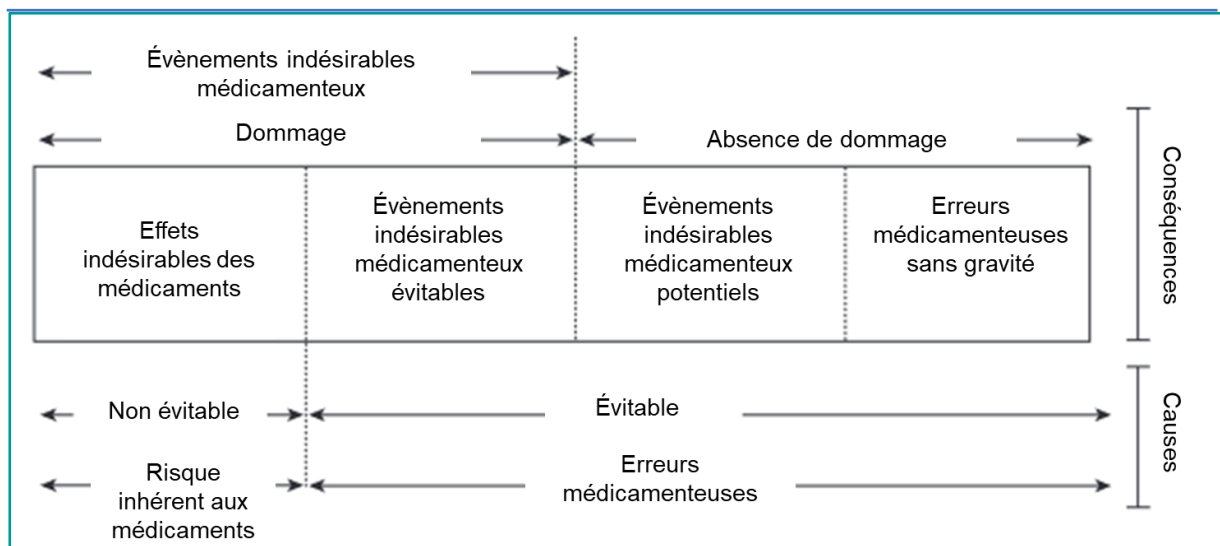 Évènements indésirables
médicamenteux
Dommage
Absence de dommage
Effets
indésirables des
médicaments
Évènements
indésirables
médicamenteux
évitables
Évènements
indésirables
médicamenteux
potentiels
Erreurs
médicamenteuses
sans gravité
Conséquences
Non évitable
Évitable
Risque
inhérent aux
médicaments
Erreurs
médicamenteuses
Causes